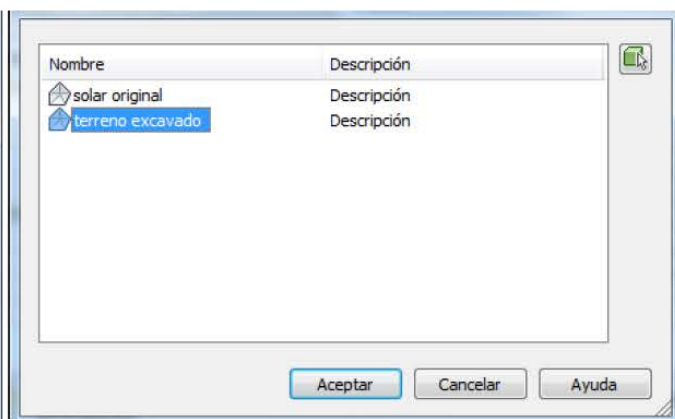 Nombre Descripción
solar original Descripción
terreno excavado Descripción
Aceptar Cancelar Ayuda